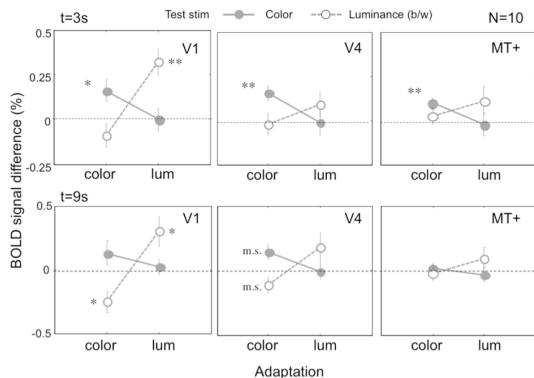 t=3s Test stim Color Luminance (b/w) N=10
0.5 V1 V4 MT+
* ** ** **
0.25
0
-0.25
color lum color lum color lum
BOLD signal difference (%)
t=9s
0.5 V1 V4 MT+
* m.s.
0
* m.s.
-0.5
color lum color lum color lum
Adaptation